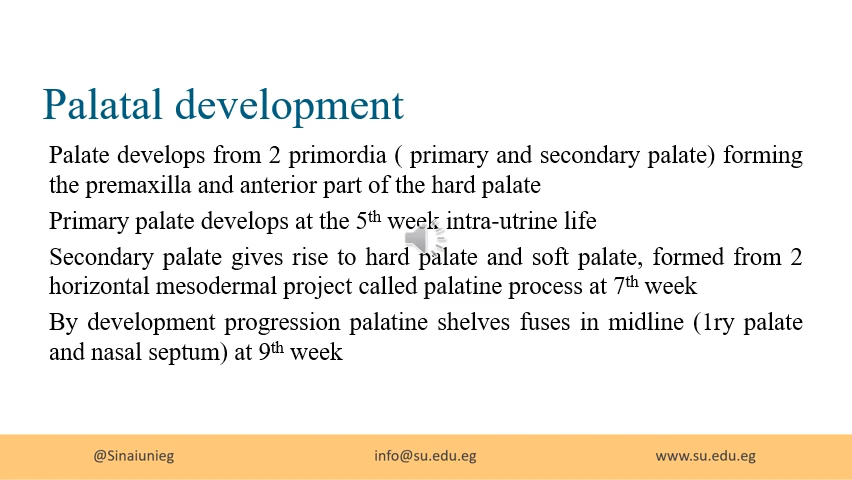 Palatal development
Palate develops from 2 primordia ( primary and secondary palate) forming
the premaxilla and anterior part of the hard palate
Primary palate develops at the 5th week intra-utrine life
Secondary palate gives rise to hard palate and soft palate, formed from 2
horizontal mesodermal project called palatine process at 7th week
By development progression palatine shelves fuses in midline (1ry palate
and nasal septum) at 9th week
@Sinaiunieg info@su.edu.eg www.su.edu.eg